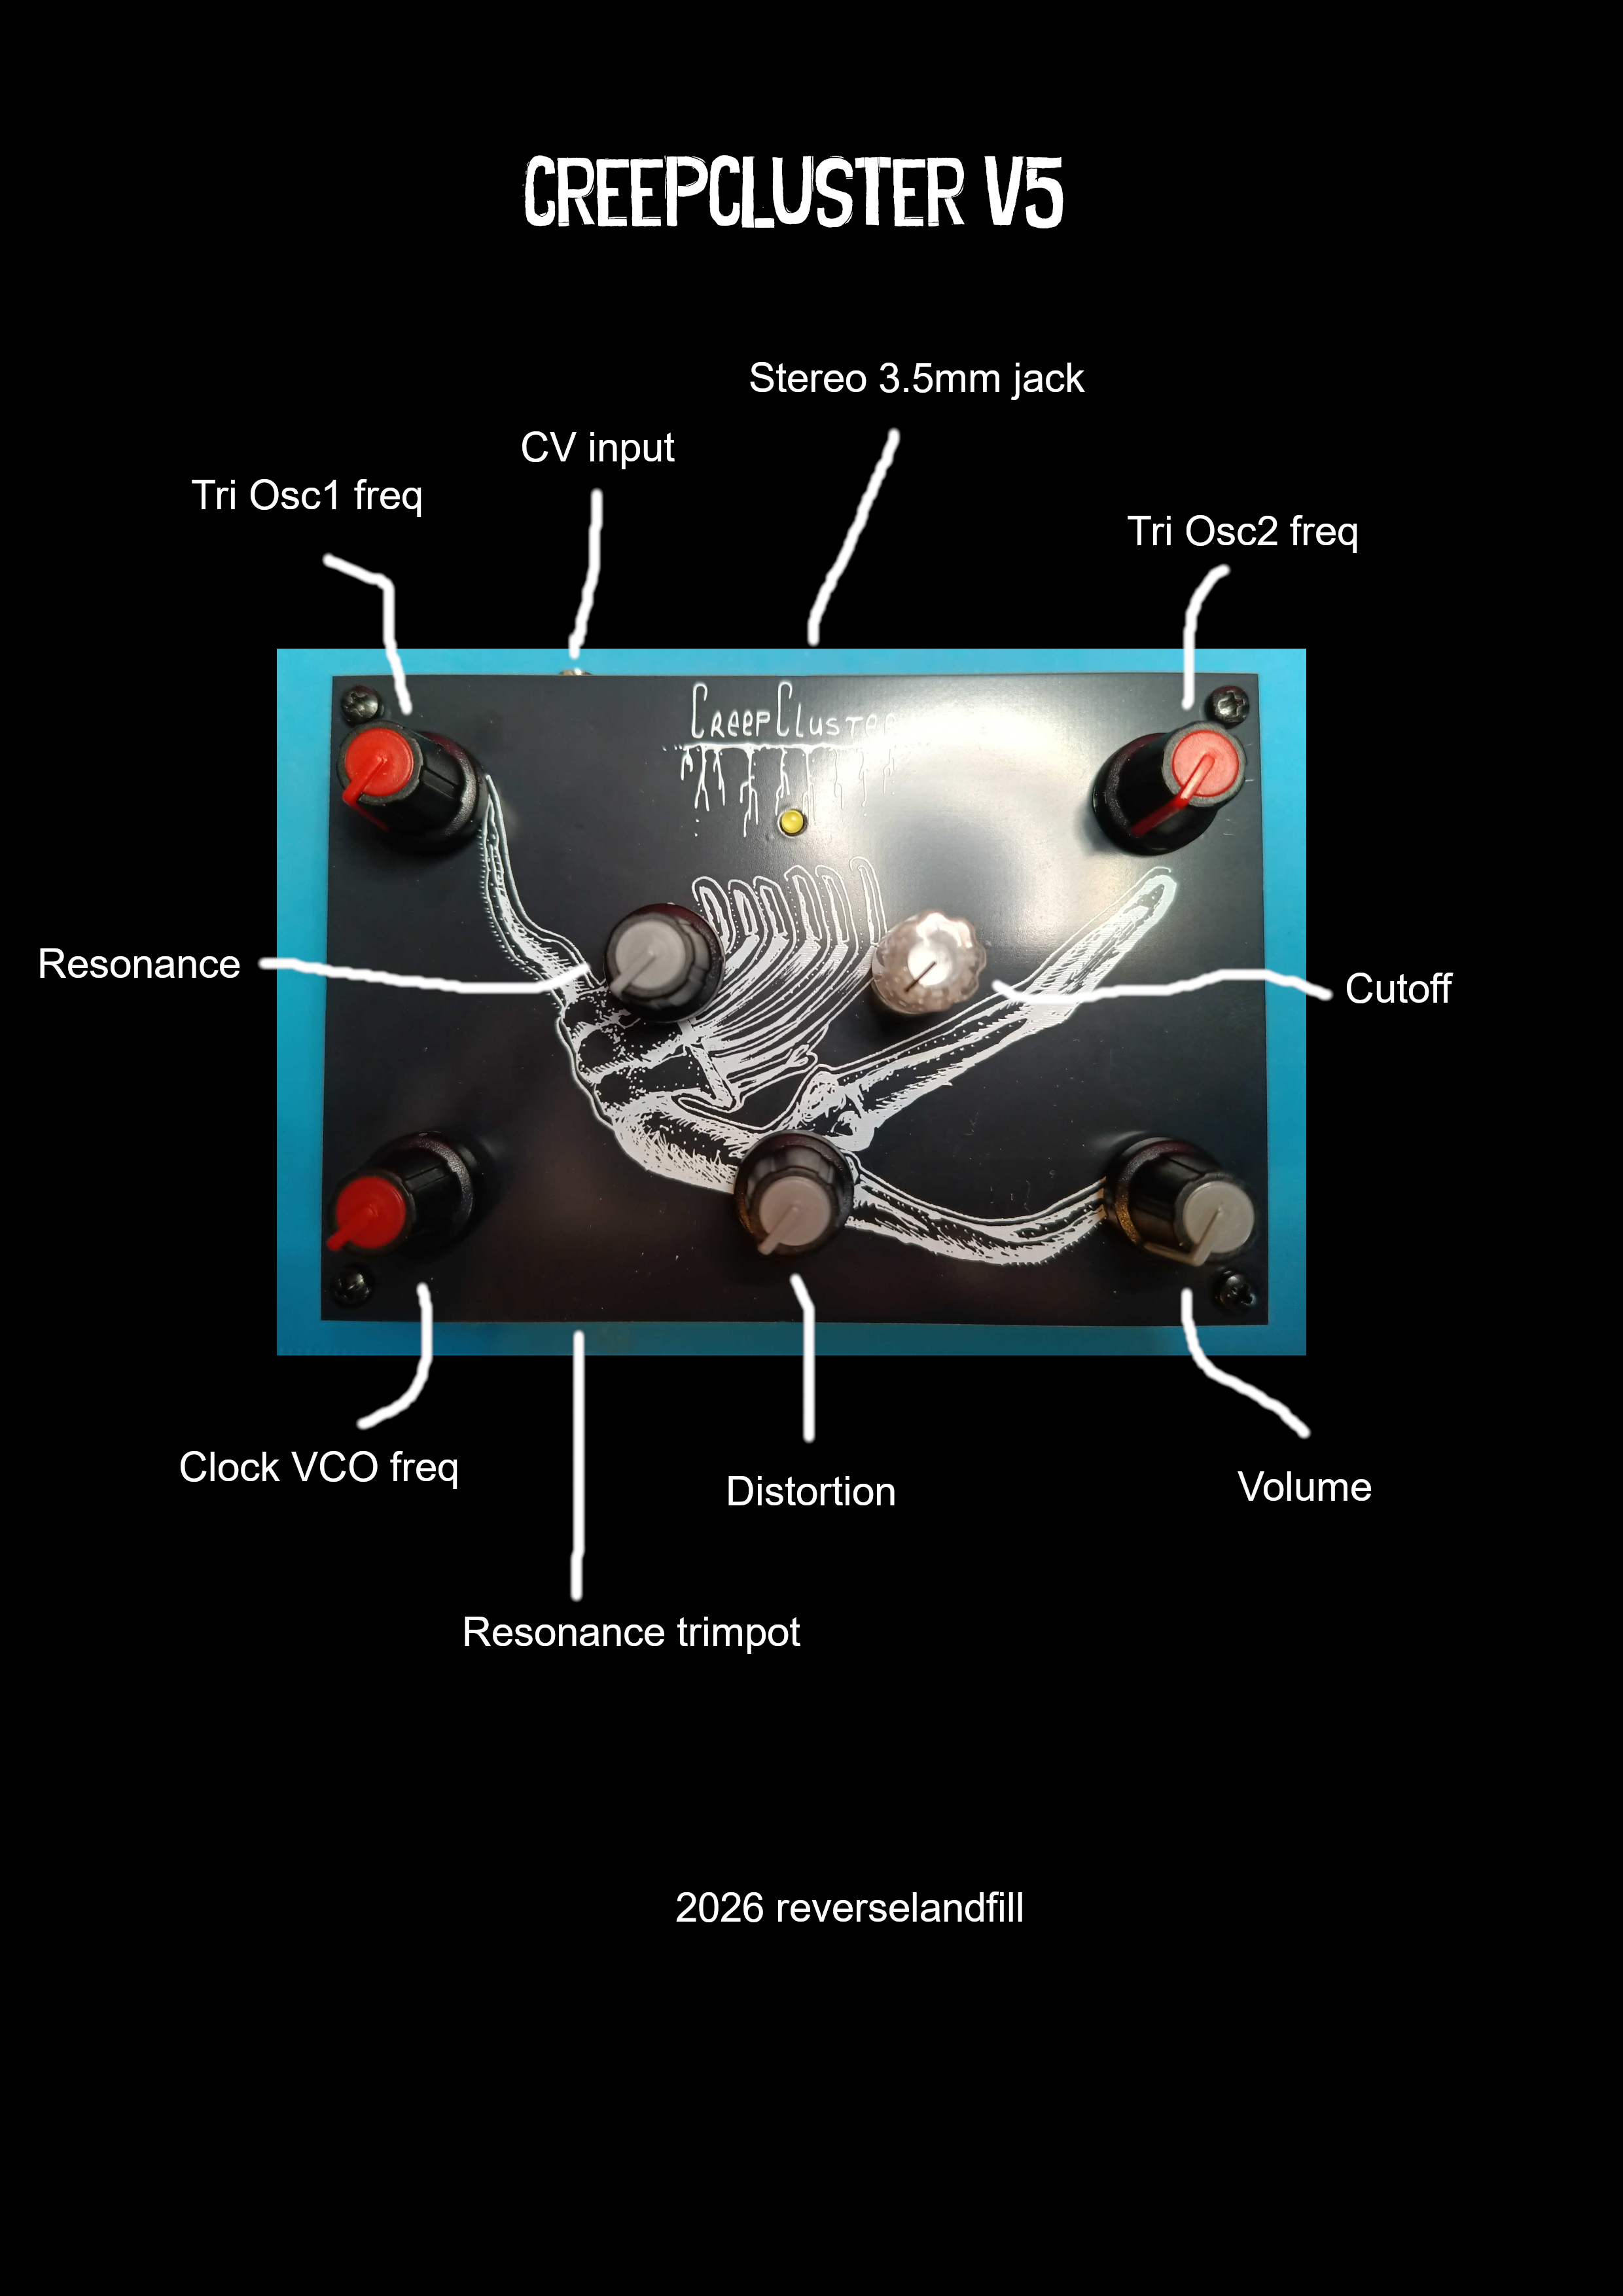 CREEPCLUSTER V5
Stereo 3.5mm jack
CV input
Tri Osc1 freq
Tri Osc2 freq
CreepCluster
Resonance
Cutoff
Clock VCO freq
Distortion
Volume
Resonance trimpot
2026 reverselandfill